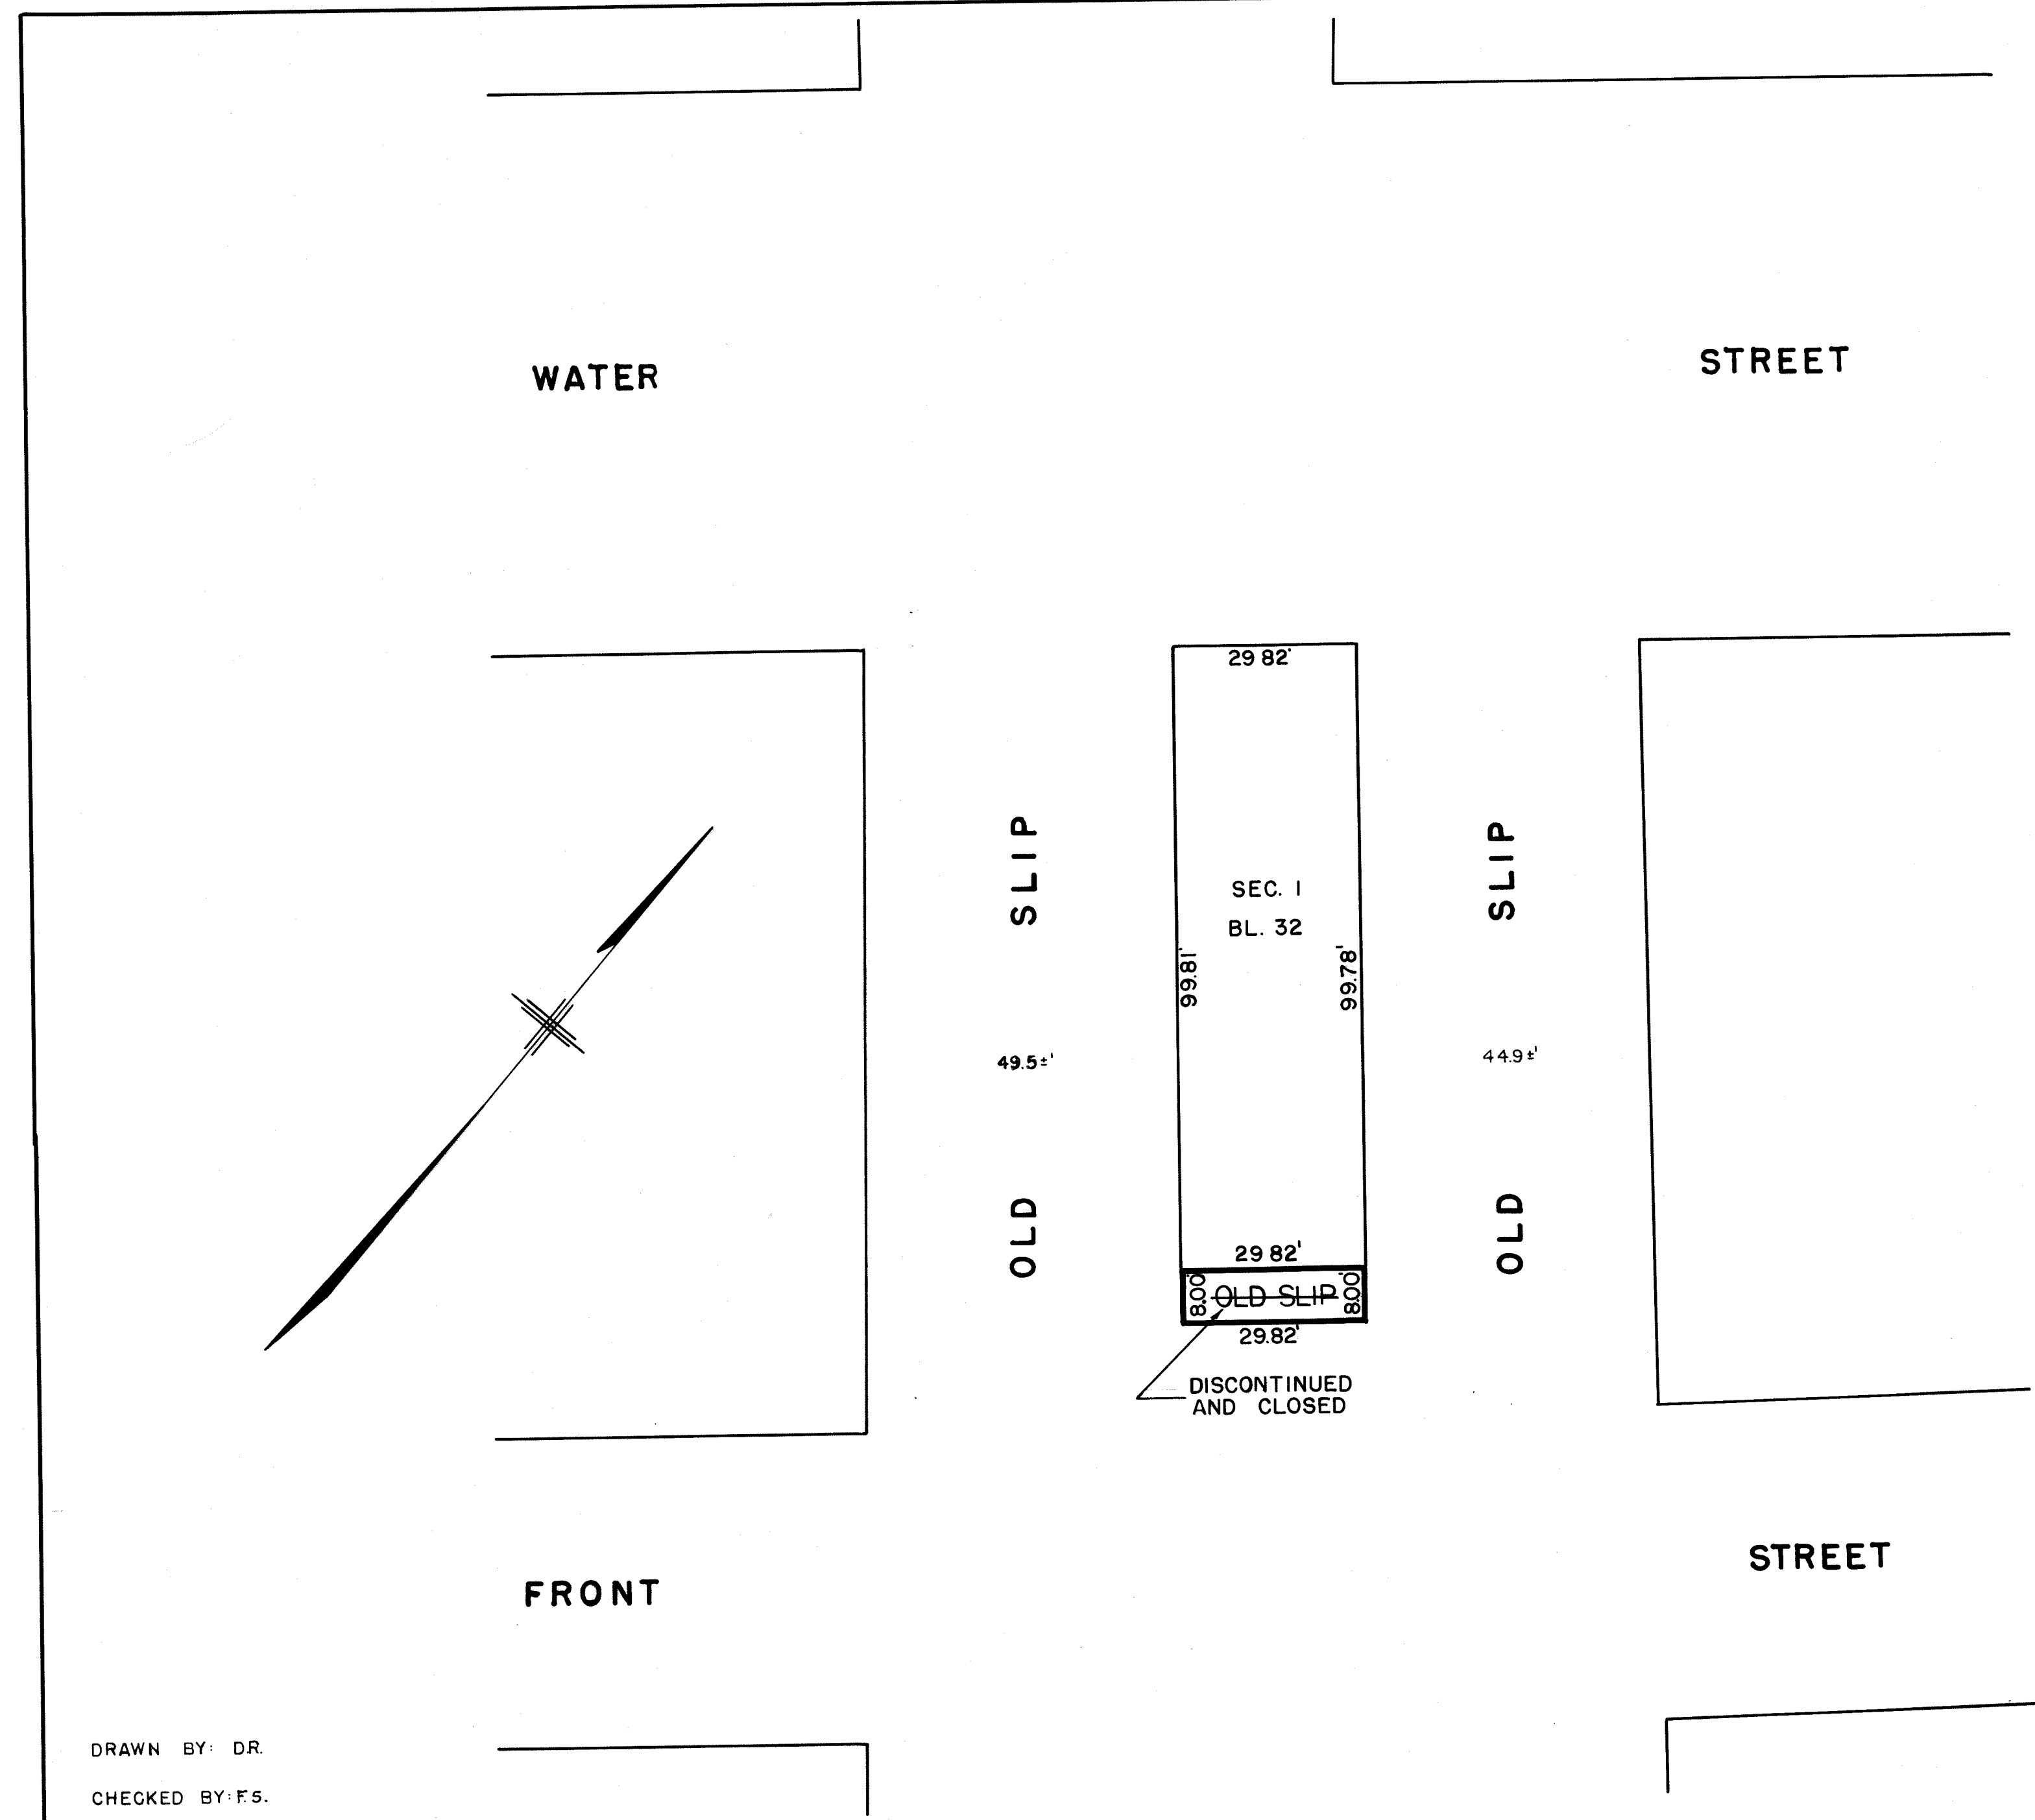 WATER STREET
29 82'
SLIP
SLIP
SEC. 1
BL. 32
99.81'
99.78'
49.5±'
44.9±'
OLD
OLD
29 82'
8.00'
OLD SLIP
8.00'
29.82'
DISCONTINUED
AND CLOSED
FRONT STREET
DRAWN BY: D.R.
CHECKED BY: F.S.